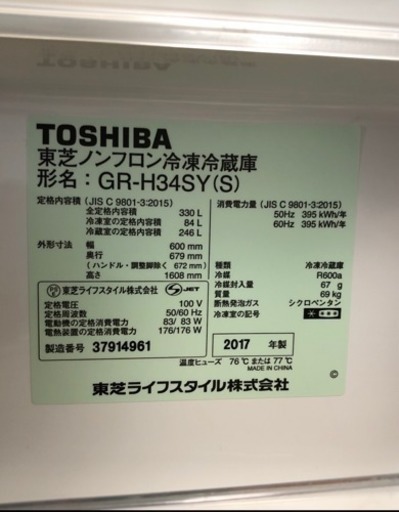 TOSHIBA
東芝ノンフロン冷凍冷蔵庫
形名：GR-H34SY(S)
定格内容積（JIS C 9801-3:2015）
全定格内容積 330 L
冷凍室の定格内容積 84 L
冷蔵室の定格内容積 246 L
外形寸法 幅 600 mm
奥行 679 mm
（ハンドル・調整脚除く 672 mm）
高さ 1608 mm
消費電力量（JIS C 9801-3:2015）
50Hz 395 kWh/年
60Hz 395 kWh/年
種類 冷凍冷蔵庫
冷媒 R600a
冷媒封入量 67 g
質量 69 kg
断熱発泡ガス シクロペンタン
冷凍室の記号
東芝ライフスタイル株式会社 JET
定格電圧 100 V
定格周波数 50/60 Hz
電動機の定格消費電力 83/ 83 W
電熱装置の定格消費電力 176/176 W
製造番号 37914961
2017 年製
温度ヒューズ 76℃ または 77℃
MADE IN CHINA
東芝ライフスタイル株式会社
©